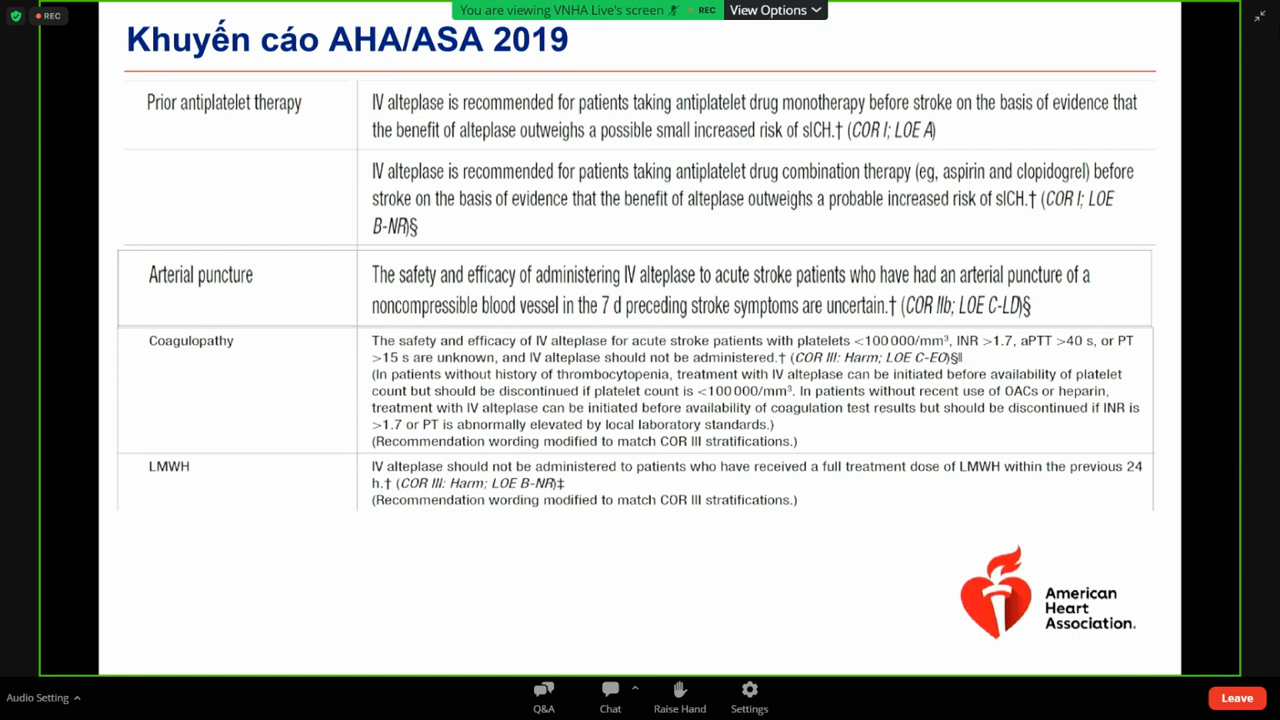 REC
You are viewing VNHA Live's screen
REC
View Options
Khuyến cáo AHA/ASA 2019
Prior antiplatelet therapy
IV alteplase is recommended for patients taking antiplatelet drug monotherapy before stroke on the basis of evidence that
the benefit of alteplase outweighs a possible small increased risk of sICH.† (COR I; LOE A)
IV alteplase is recommended for patients taking antiplatelet drug combination therapy (eg, aspirin and clopidogrel) before
stroke on the basis of evidence that the benefit of alteplase outweighs a probable increased risk of sICH.† (COR I; LOE
B-NR)§
Arterial puncture
The safety and efficacy of administering IV alteplase to acute stroke patients who have had an arterial puncture of a
noncompressible blood vessel in the 7 d preceding stroke symptoms are uncertain.† (COR IIb; LOE C-LD)§
Coagulopathy
The safety and efficacy of IV alteplase for acute stroke patients with platelets <100 000/mm³, INR >1.7, aPTT >40 s, or PT
>15 s are unknown, and IV alteplase should not be administered.† (COR III: Harm; LOE C-EO)§‖
(In patients without history of thrombocytopenia, treatment with IV alteplase can be initiated before availability of platelet
count but should be discontinued if platelet count is <100 000/mm³. In patients without recent use of OACs or heparin,
treatment with IV alteplase can be initiated before availability of coagulation test results but should be discontinued if INR is
>1.7 or PT is abnormally elevated by local laboratory standards.)
(Recommendation wording modified to match COR III stratifications.)
LMWH
IV alteplase should not be administered to patients who have received a full treatment dose of LMWH within the previous 24
h.† (COR III: Harm; LOE B-NR)‡
(Recommendation wording modified to match COR III stratifications.)
American
Heart
Association.
Audio Setting
Q&A
Chat
Raise Hand
Settings
Leave